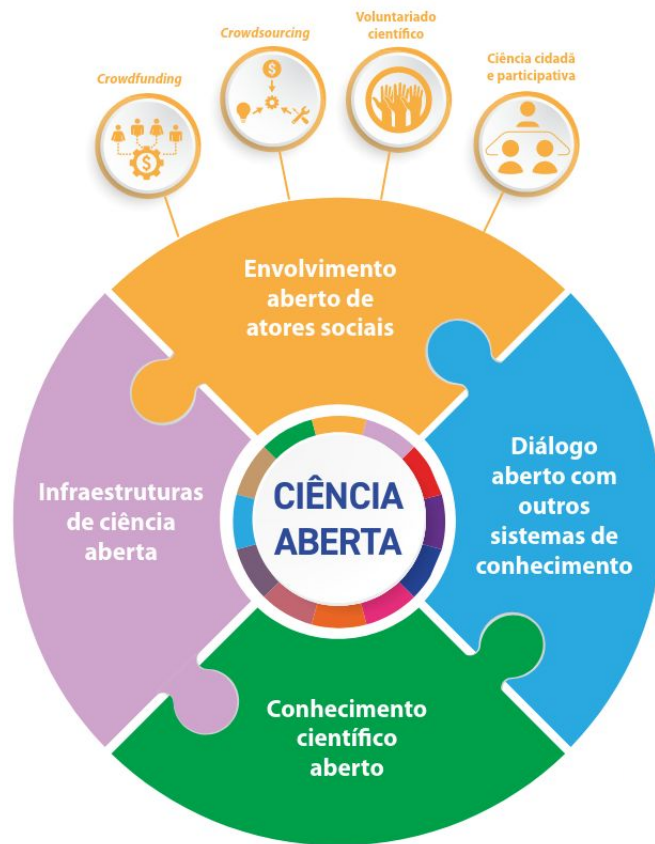 Crowdfunding
Crowdsourcing
Voluntariado
científico
Ciência cidadã
e participativa
Envolvimento
aberto de
atores sociais
Infraestruturas
de ciência
aberta
CIÊNCIA
ABERTA
Diálogo
aberto com
outros
sistemas de
conhecimento
Conhecimento
científico
aberto